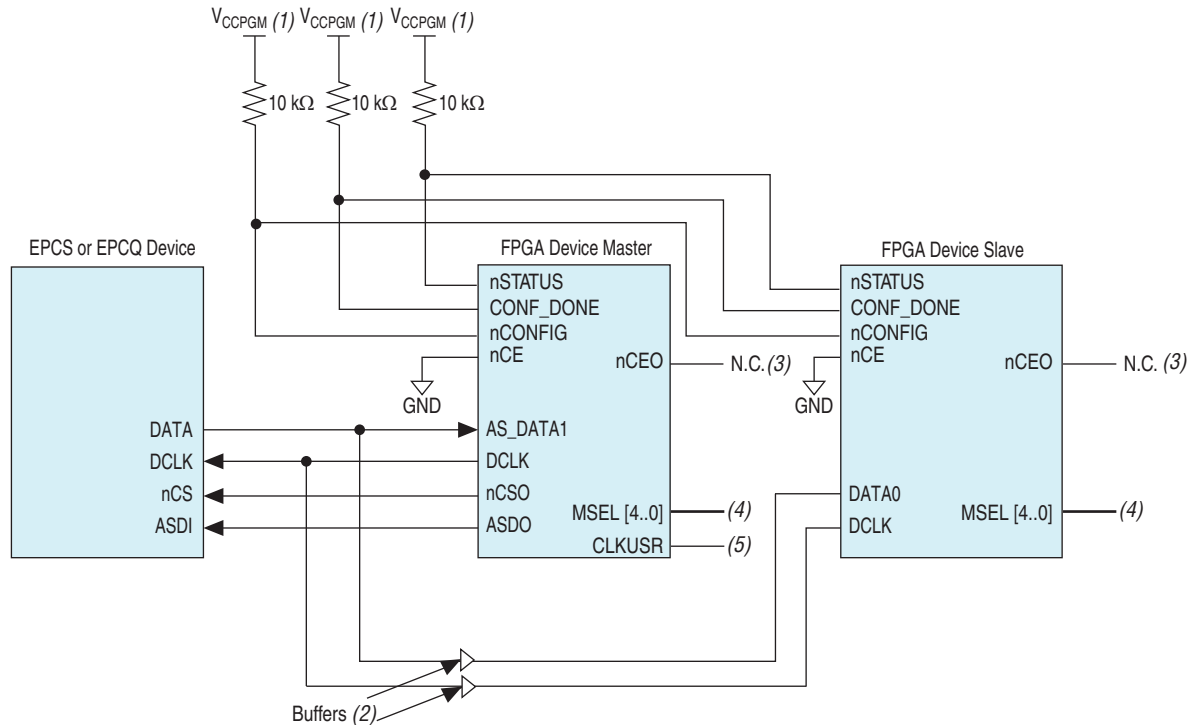 VCCPGM (1) VCCPGM (1) VCCPGM (1)
10 kΩ 10 kΩ 10 kΩ
EPCS or EPCQ Device
DATA
DCLK
nCS
ASDI
FPGA Device Master
nSTATUS
CONF_DONE
nCONFIG
nCE
GND
nCEO
N.C. (3)
AS_DATA1
DCLK
nCSO
ASDO
MSEL [4..0]
(4)
CLKUSR
(5)
FPGA Device Slave
nSTATUS
CONF_DONE
nCONFIG
nCE
GND
nCEO
N.C. (3)
DATA0
DCLK
MSEL [4..0]
(4)
Buffers (2)